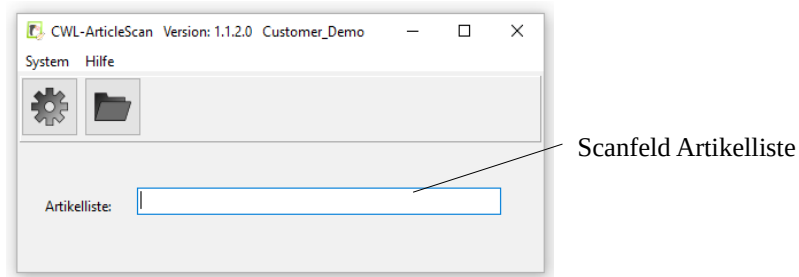 CWL-ArticleScan Version: 1.1.2.0 Customer_Demo
System Hilfe
Scanfeld Artikelliste
Artikelliste: